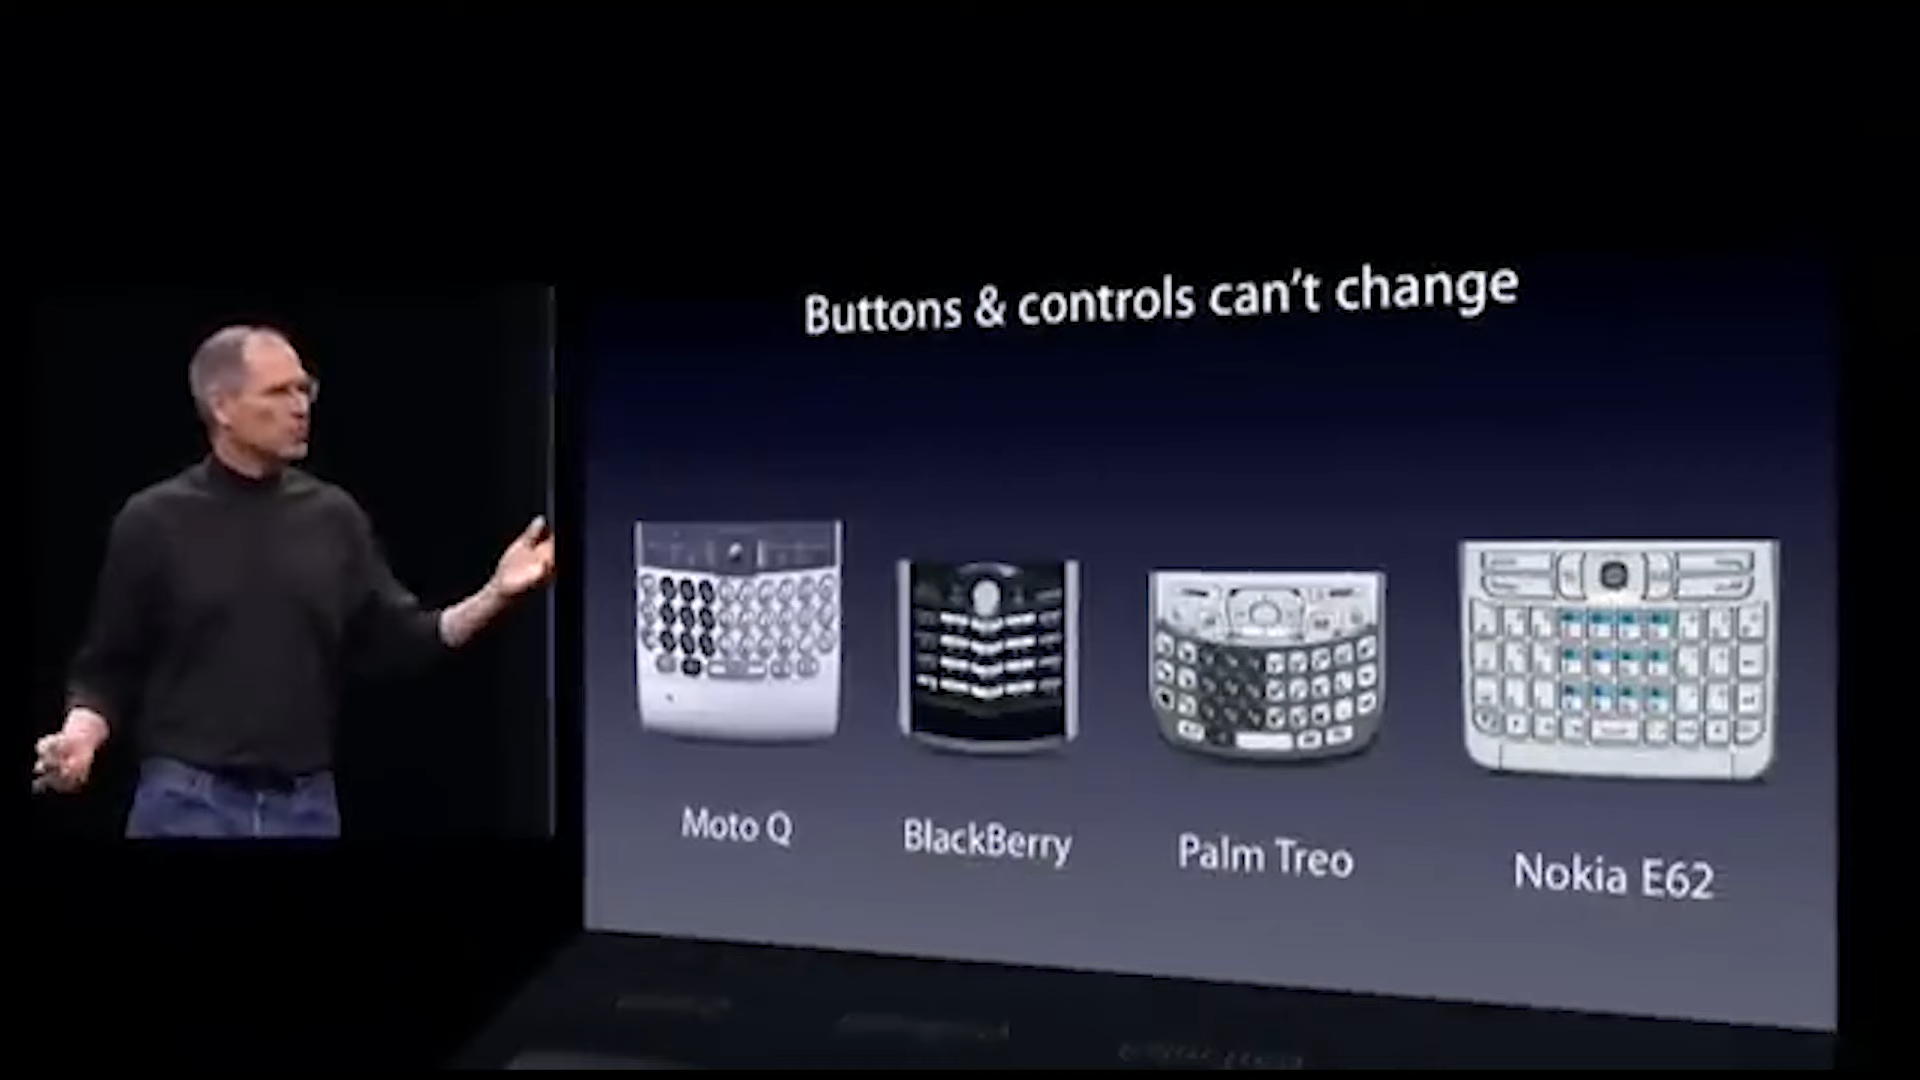 Buttons & controls can't change
Moto Q
BlackBerry
Palm Treo
Nokia E62